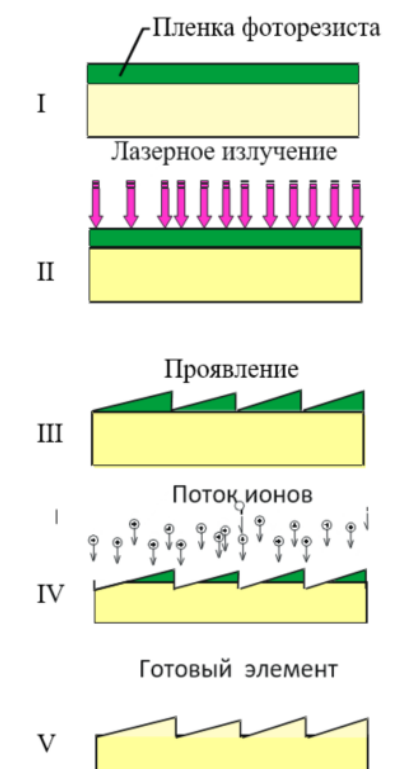 Пленка фоторезиста
I
Лазерное излучение
II
Проявление
III
Поток ионов
IV
Готовый элемент
V